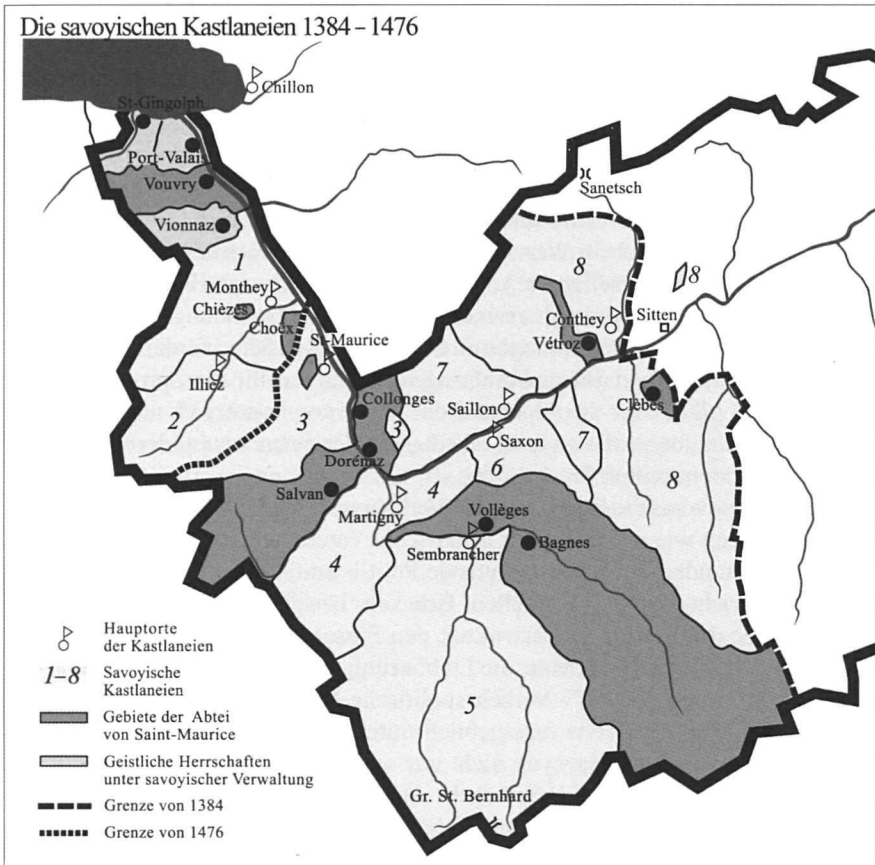 Die savoyischen Kastlaneien 1384 – 1476
Chillon
St-Gingolph
Port-Valais
Vouvry
Sanetsch
Vionnaz
1
8
8
Monthey
Chièzes
Choëx
St-Maurice
Conthey
Sitten
Vétroz
Illiez
7
Collonges
Saillon
Clèbes
2
3
3
Saxon
7
Dorénaz
6
8
Salvan
4
Martigny
Vollèges
Sembrancher
Bagnes
4
5
Gr. St. Bernhard
Hauptorte
der Kastlaneien
1–8 Savoyische
Kastlaneien
Gebiete der Abtei
von Saint-Maurice
Geistliche Herrschaften
unter savoyischer Verwaltung
Grenze von 1384
Grenze von 1476